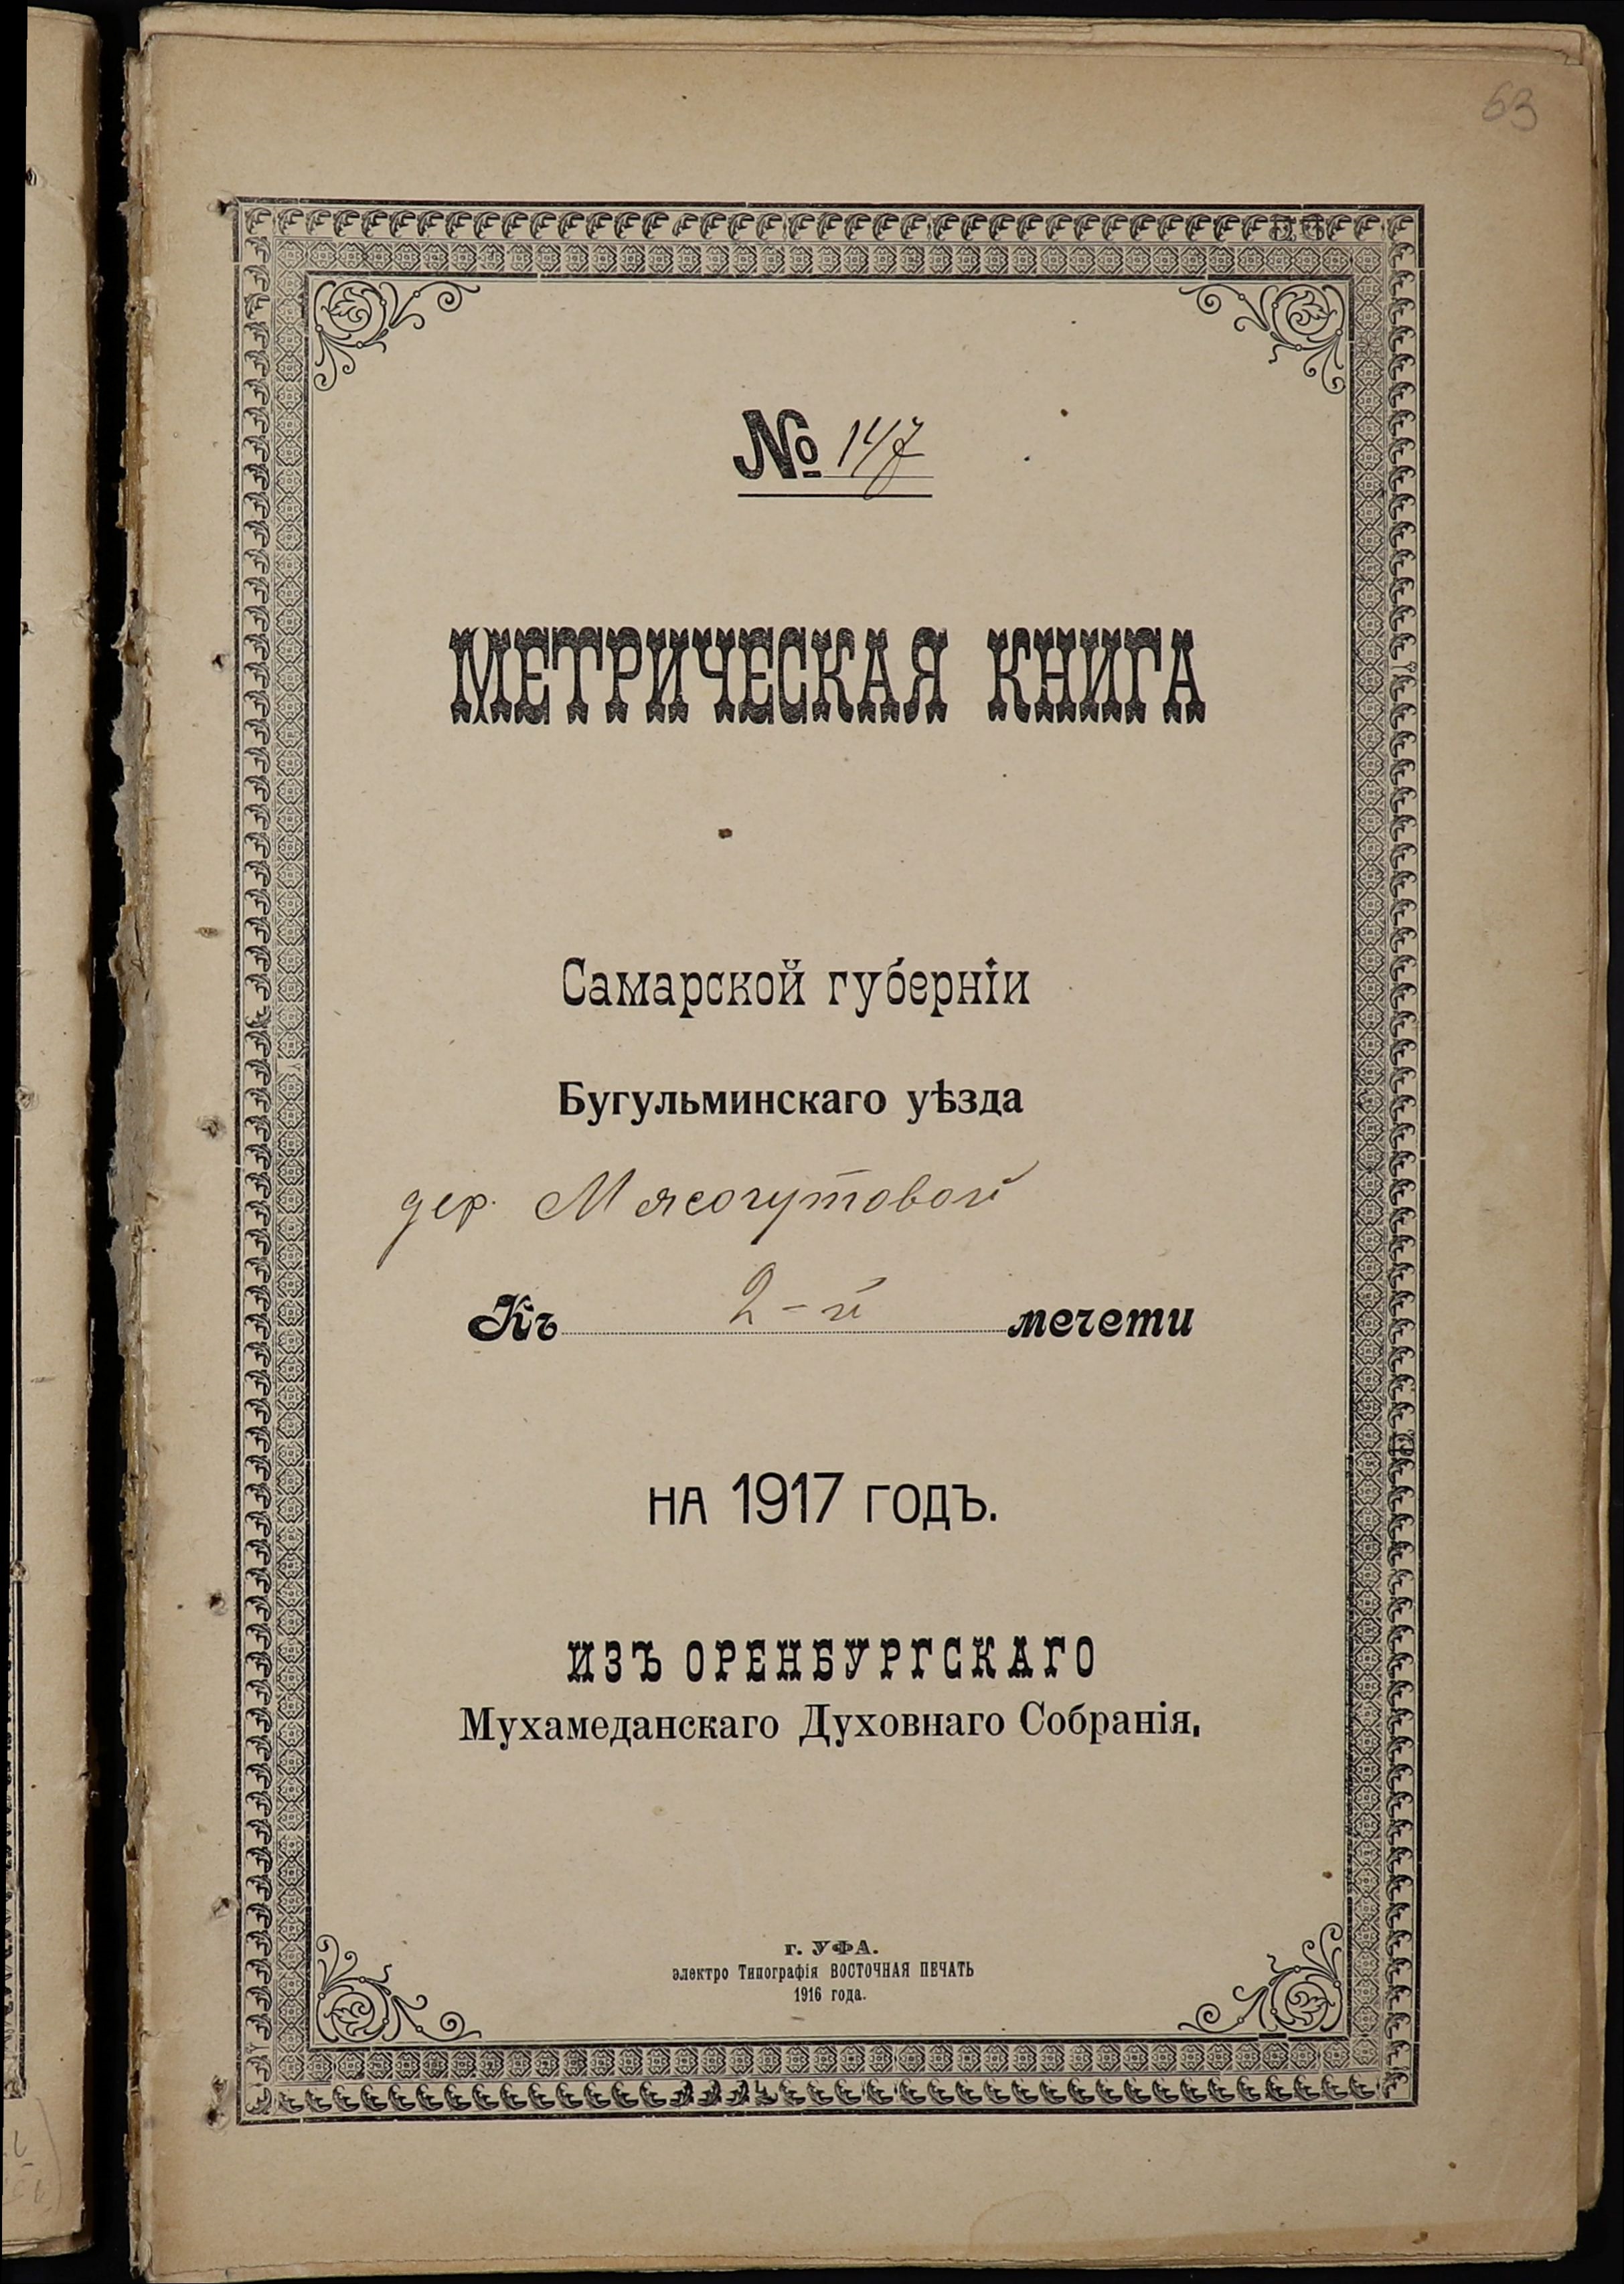 63
№ 147
МЕТРИЧЕСКАЯ КНИГА
Самарской губерніи
Бугульминскаго уѣзда
дер. Мясогутовой
Къ 2-й мечети
НА 1917 ГОДЪ.
ИЗЪ ОРЕНБУРГСКАГО
Мухамеданскаго Духовнаго Собранія.
г. УФА.
электро Типографія ВОСТОЧНАЯ ПЕЧАТЬ
1916 года.